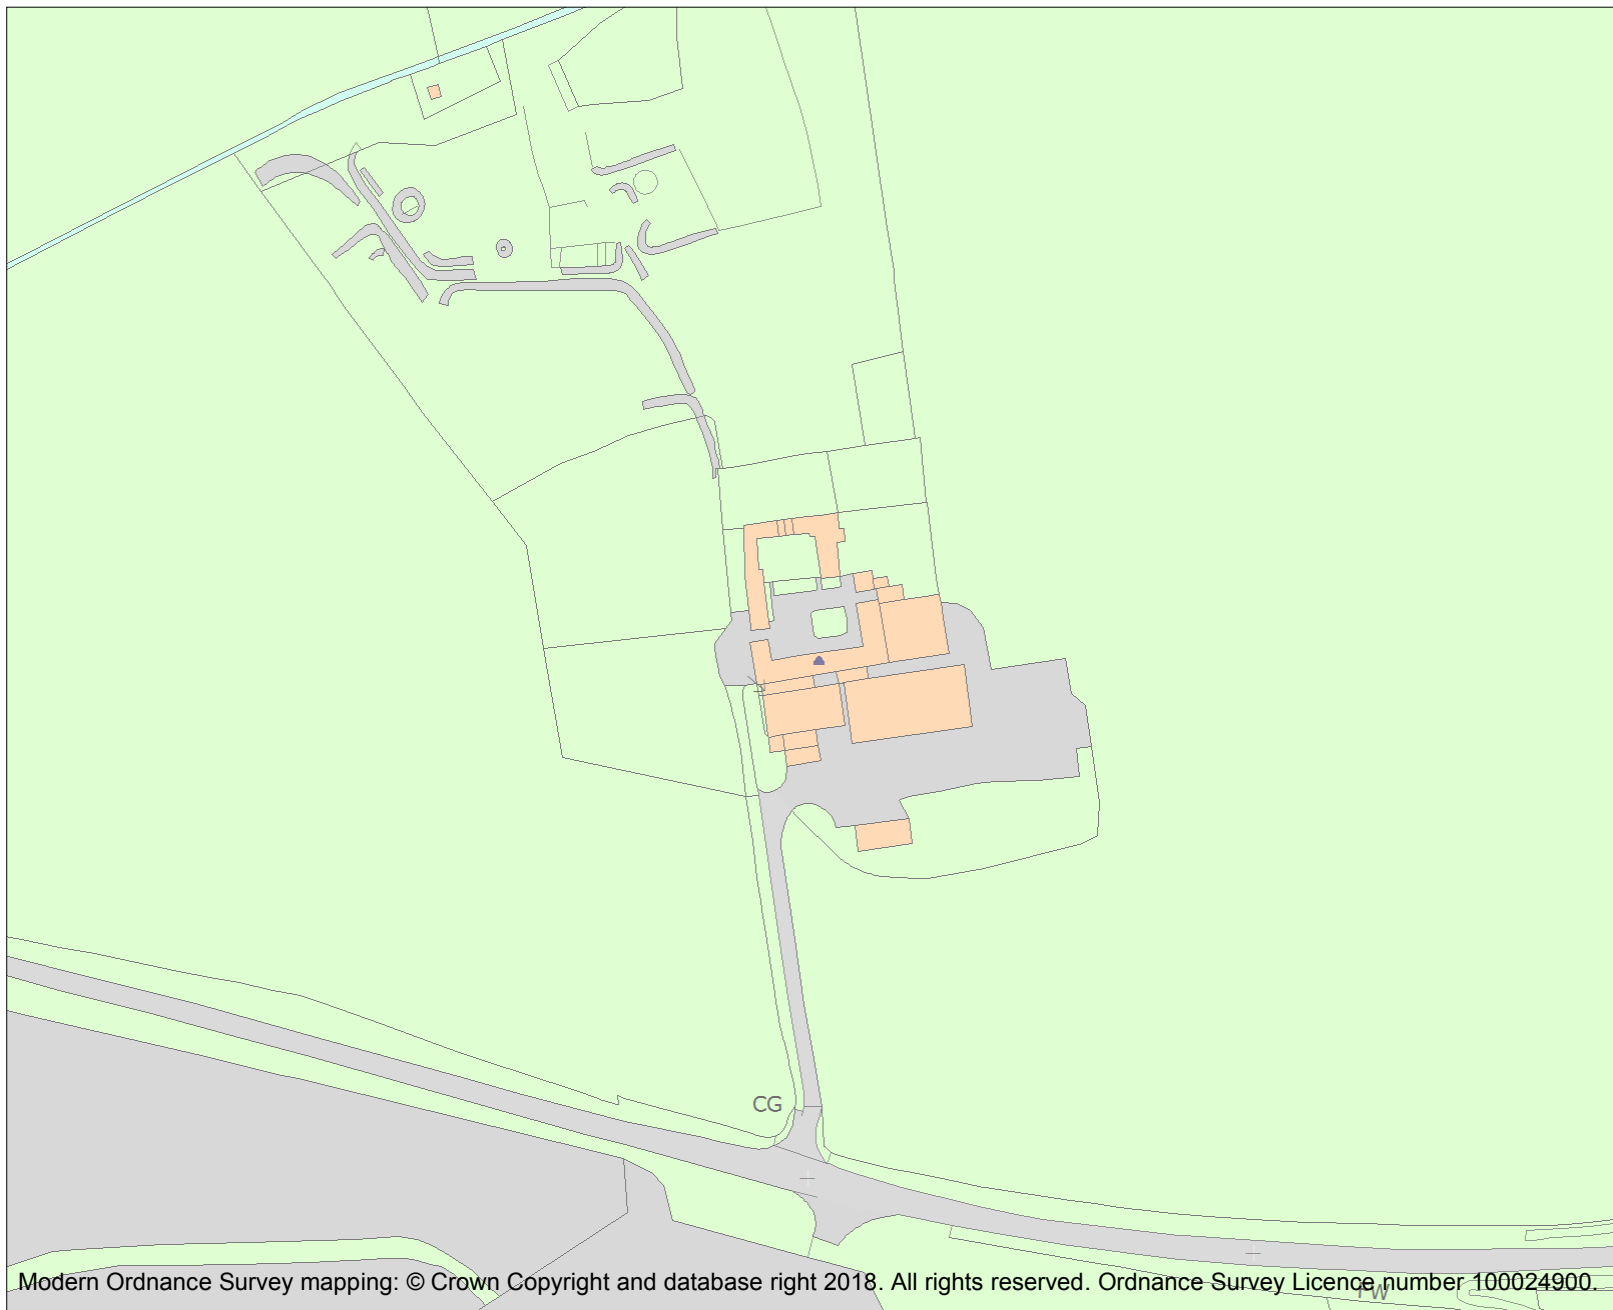 CG
Modern Ordnance Survey mapping: © Crown Copyright and database right 2018. All rights reserved. Ordnance Survey Licence number 100024900.
FW